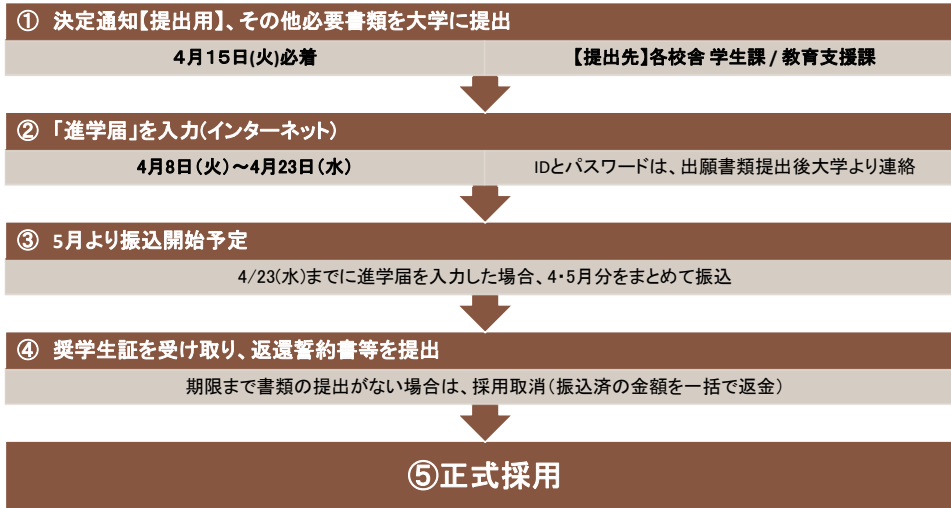 ① 決定通知【提出用】、その他必要書類を大学に提出
4月15日(火)必着
【提出先】各校舎 学生課 / 教育支援課
② 「進学届」を入力(インターネット)
4月8日（火）～4月23日（水）
IDとパスワードは、出願書類提出後大学より連絡
③ 5月より振込開始予定
4/23(水)までに進学届を入力した場合、4・5月分をまとめて振込
④ 奨学生証を受け取り、返還誓約書等を提出
期限まで書類の提出がない場合は、採用取消（振込済の金額を一括で返金）
⑤正式採用